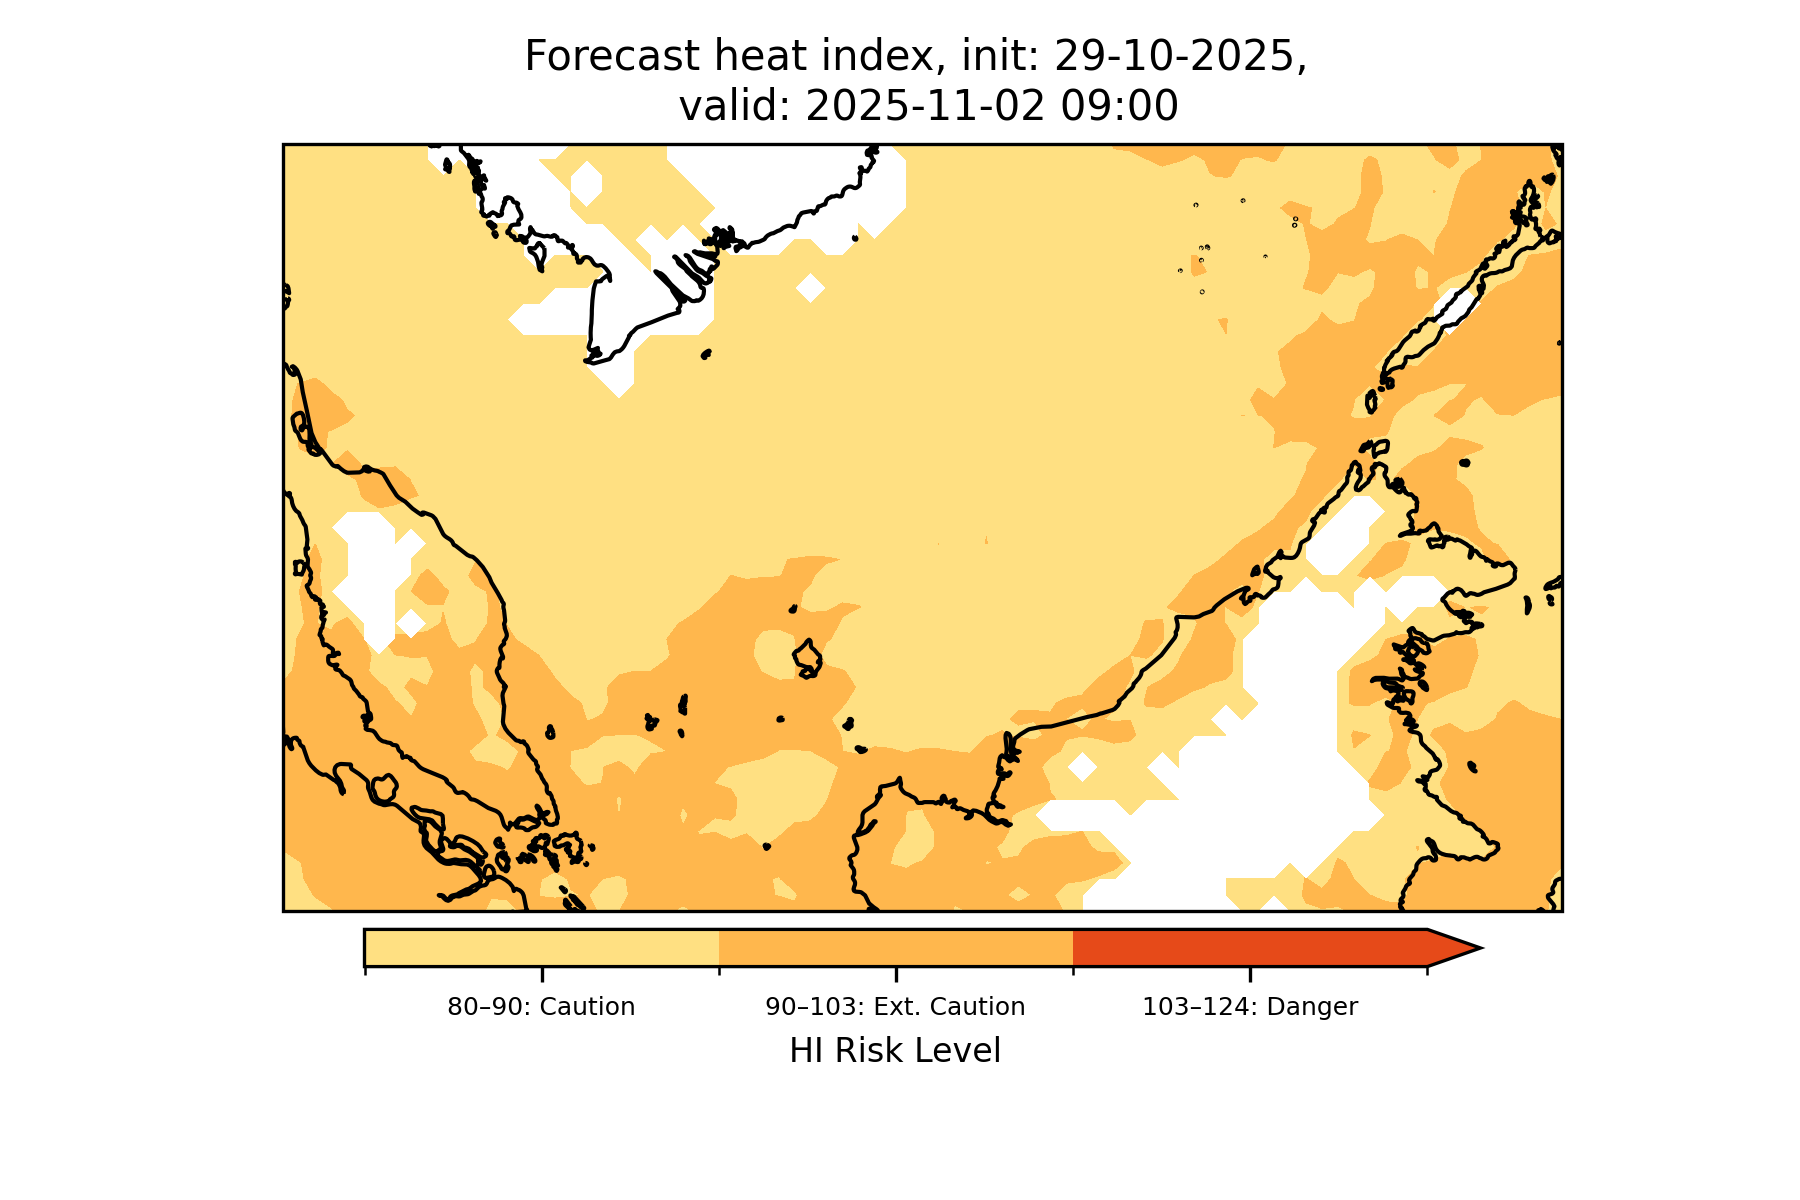 Forecast heat index, init: 29-10-2025,
valid: 2025-11-02 09:00
80–90: Caution
90–103: Ext. Caution
103–124: Danger
HI Risk Level